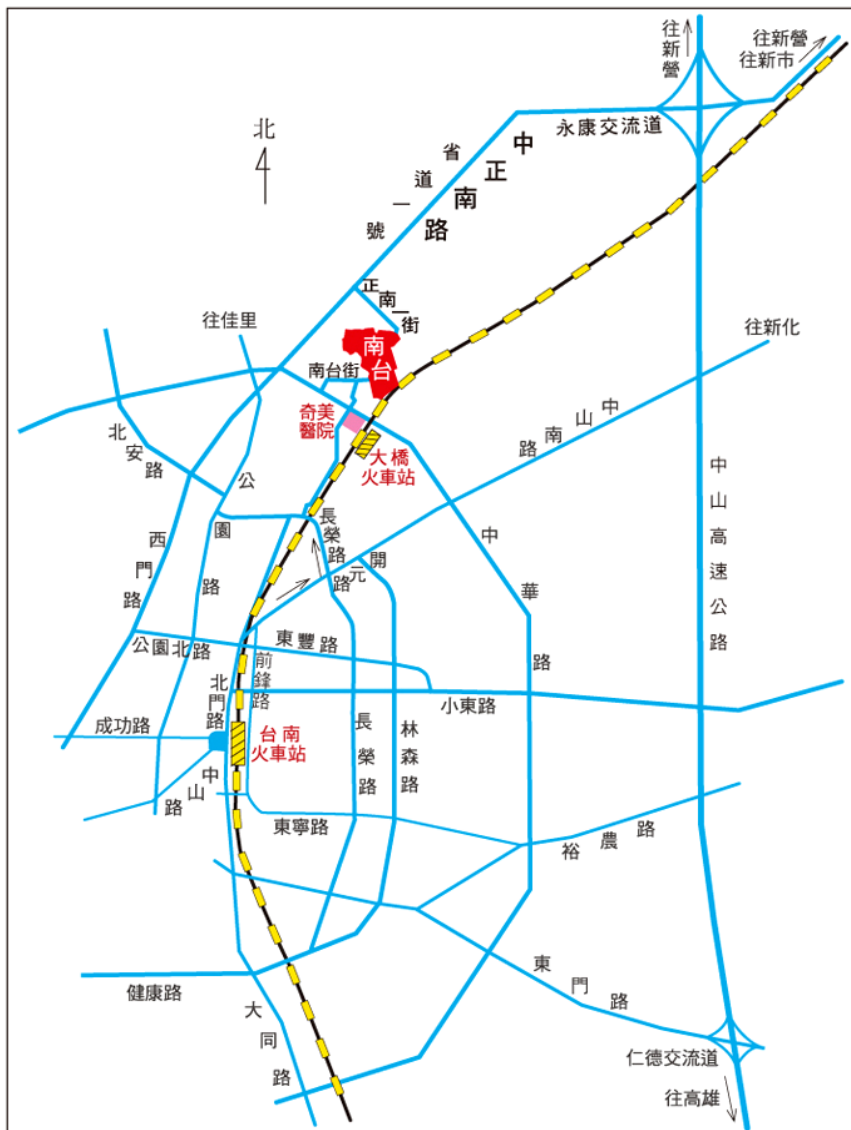 往新營
往新營
往新市
永康交流道
北
省道一號
中正南路
正南一街
往佳里
南台
南台街
往新化
奇美
醫院
大橋
火車站
中山南路
北安路
公園路
長榮路
開元路
中華路
中山高速公路
西門路
公園北路
東豐路
前鋒路
北門路
小東路
成功路
台南
火車站
長榮路
林森路
中山路
東寧路
裕農路
東門路
健康路
大同路
仁德交流道
往高雄